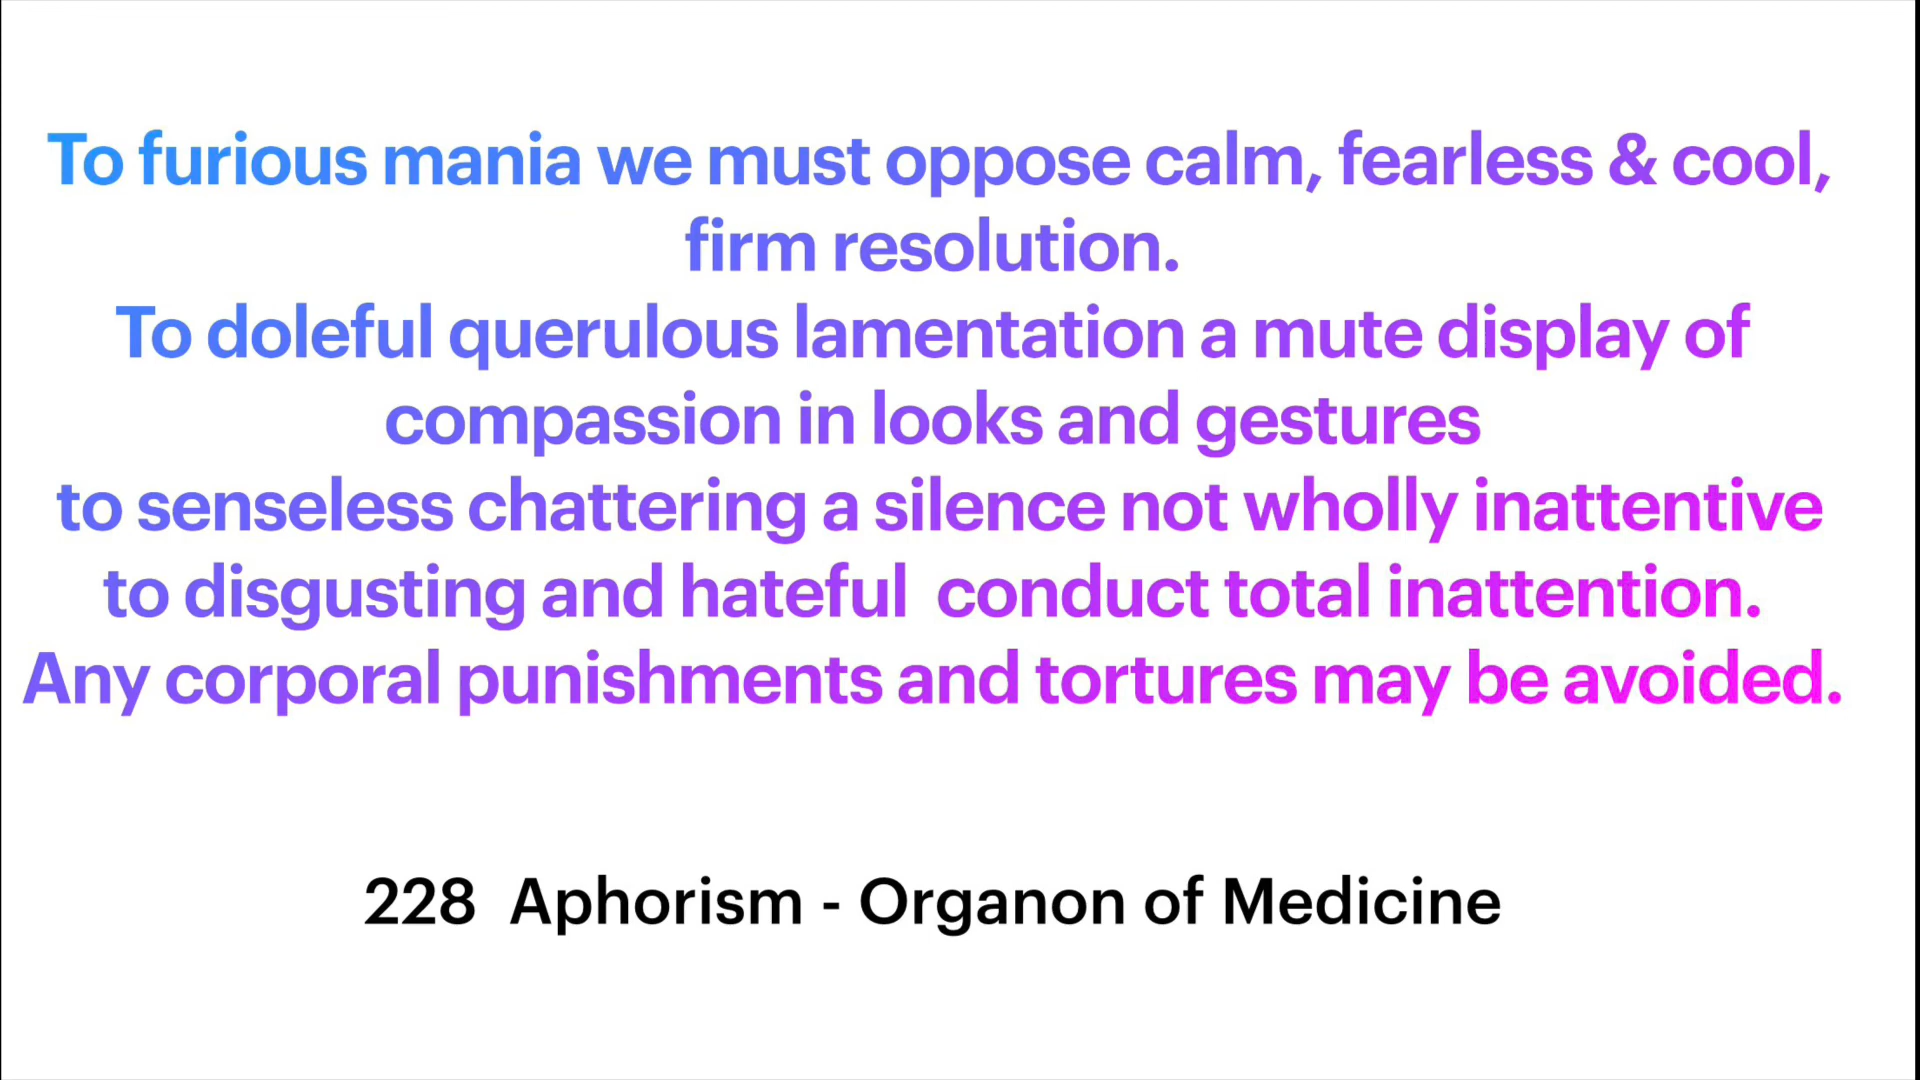 To furious mania we must oppose calm, fearless & cool,
firm resolution.
To doleful querulous lamentation a mute display of
compassion in looks and gestures
to senseless chattering a silence not wholly inattentive
to disgusting and hateful  conduct total inattention.
Any corporal punishments and tortures may be avoided.
228  Aphorism - Organon of Medicine